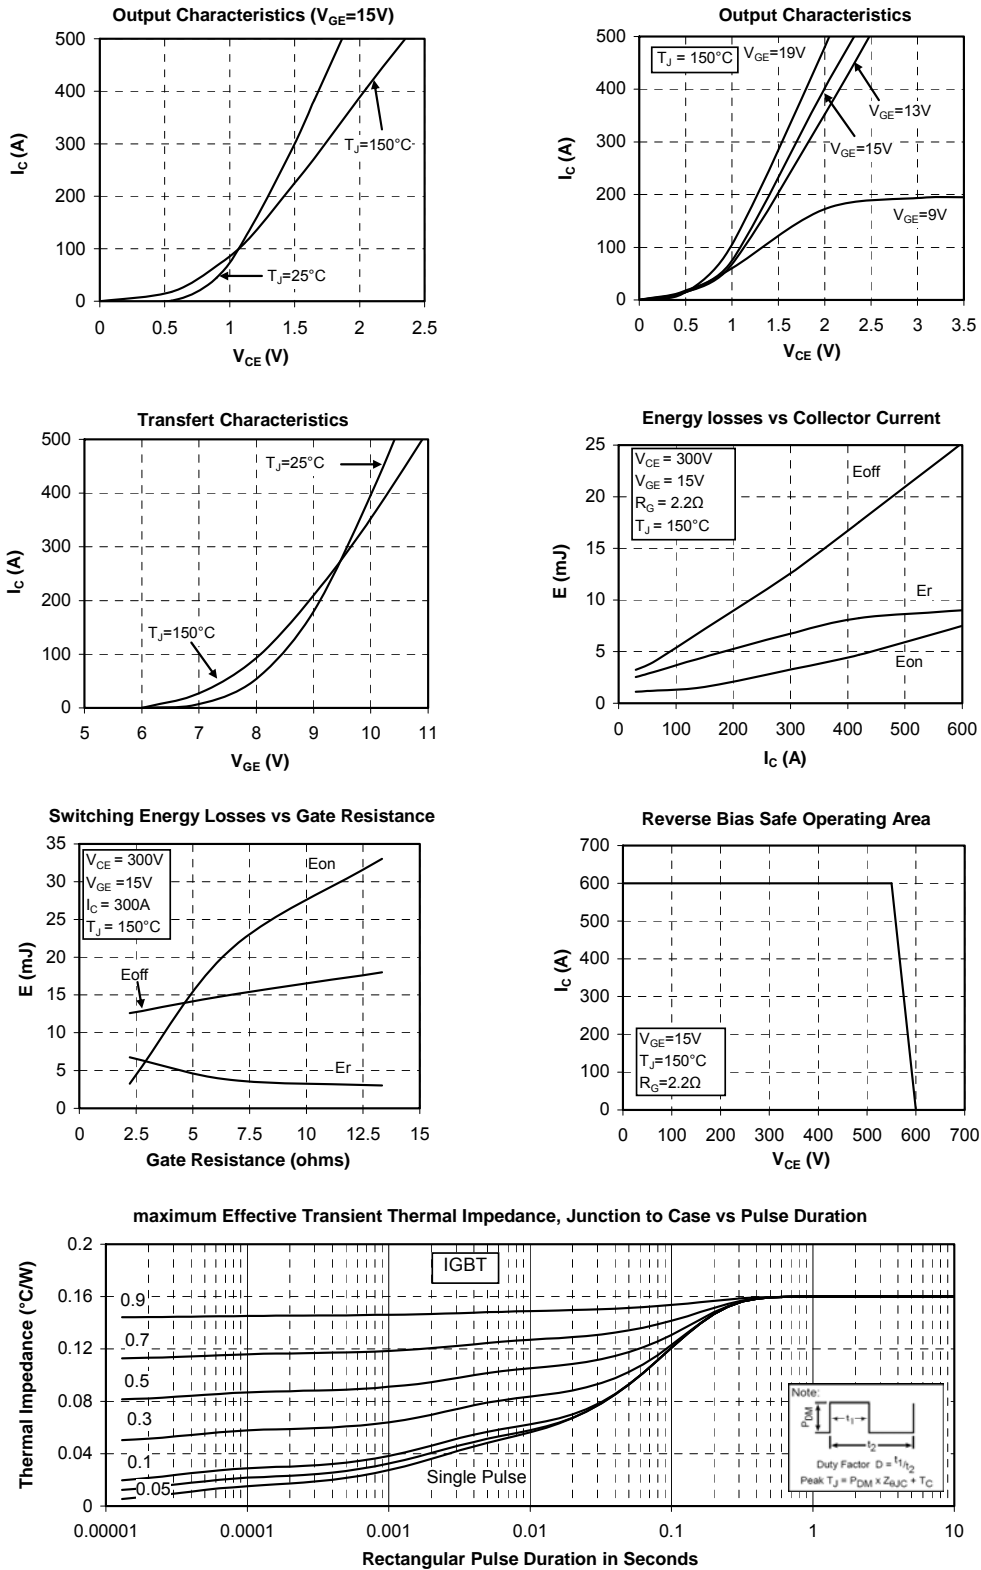 Output Characteristics (VGE=15V)
500
400
300
200
100
0
IC (A)
TJ=150°C
TJ=25°C
0 0.5 1 1.5 2 2.5
VCE (V)
Output Characteristics
500
400
300
200
100
0
IC (A)
TJ = 150°C
VGE=19V
VGE=13V
VGE=15V
VGE=9V
0 0.5 1 1.5 2 2.5 3 3.5
VCE (V)
Transfert Characteristics
500
400
300
200
100
0
IC (A)
TJ=25°C
TJ=150°C
5 6 7 8 9 10 11
VGE (V)
Energy losses vs Collector Current
25
20
15
10
5
0
E (mJ)
VCE = 300V
VGE = 15V
RG = 2.2Ω
TJ = 150°C
Eoff
Er
Eon
0 100 200 300 400 500 600
IC (A)
Switching Energy Losses vs Gate Resistance
35
30
25
20
15
10
5
0
E (mJ)
VCE = 300V
VGE =15V
IC = 300A
TJ = 150°C
Eon
Eoff
Er
0 2.5 5 7.5 10 12.5 15
Gate Resistance (ohms)
Reverse Bias Safe Operating Area
700
600
500
400
300
200
100
0
IC (A)
VGE=15V
TJ=150°C
RG=2.2Ω
0 100 200 300 400 500 600 700
VCE (V)
maximum Effective Transient Thermal Impedance, Junction to Case vs Pulse Duration
0.2
0.16
0.12
0.08
0.04
0
Thermal Impedance (°C/W)
IGBT
0.9
0.7
0.5
0.3
0.1
0.05
Single Pulse
Note:
PDM
t1
t2
Duty Factor D = t1/t2
Peak TJ = PDM x ZθJC + TC
0.00001 0.0001 0.001 0.01 0.1 1 10
Rectangular Pulse Duration in Seconds